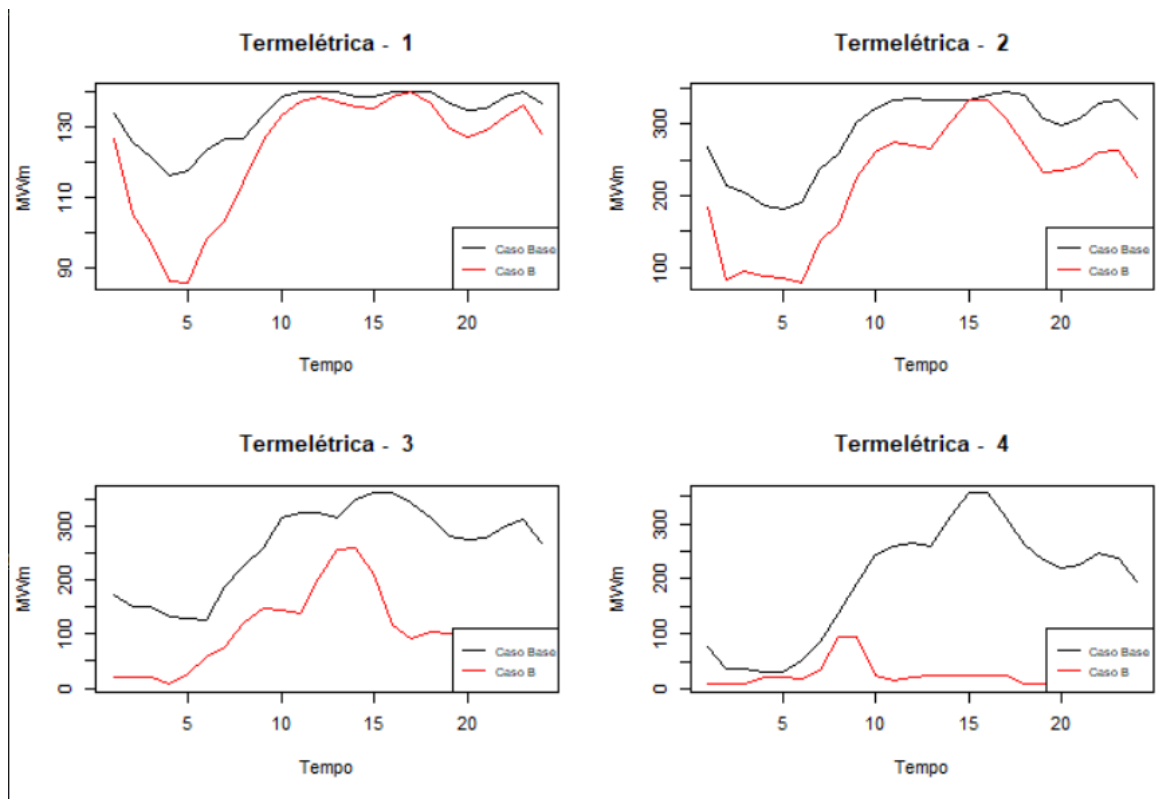 Termelétrica - 1
MWm
130
110
90
Caso Base
Caso B
5
10
15
20
Tempo
Termelétrica - 2
MWm
300
200
100
Caso Base
Caso B
5
10
15
20
Tempo
Termelétrica - 3
MWm
300
200
100
0
Caso Base
Caso B
5
10
15
20
Tempo
Termelétrica - 4
MWm
300
200
100
0
Caso Base
Caso B
5
10
15
20
Tempo